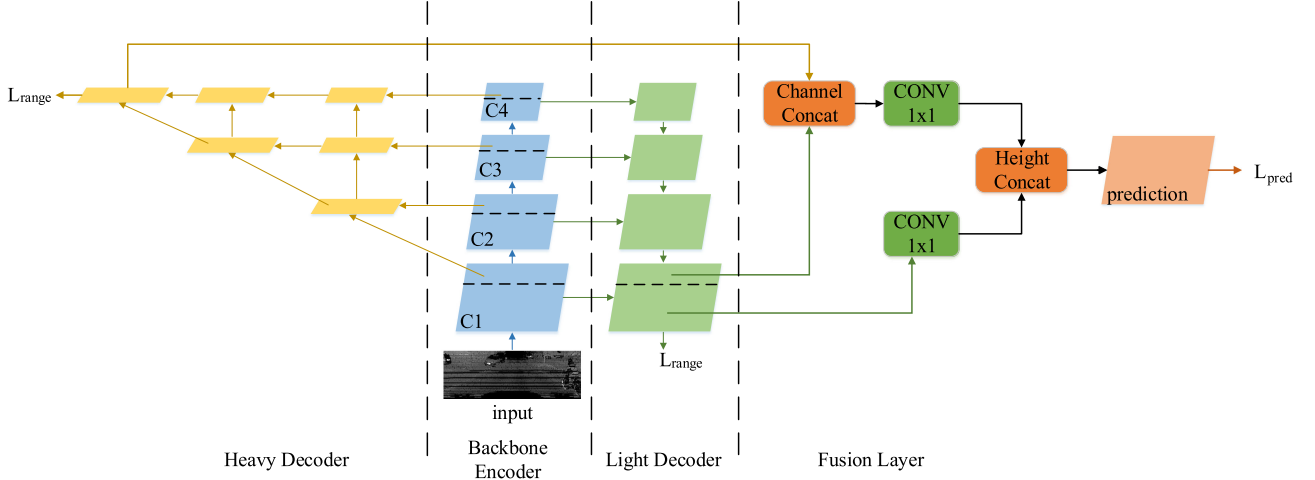 Lrange
C4
C3
C2
C1
input
Lrange
Channel
Concat
CONV
1x1
Height
Concat
CONV
1x1
prediction
Lpred
Heavy Decoder
Backbone
Encoder
Light Decoder
Fusion Layer